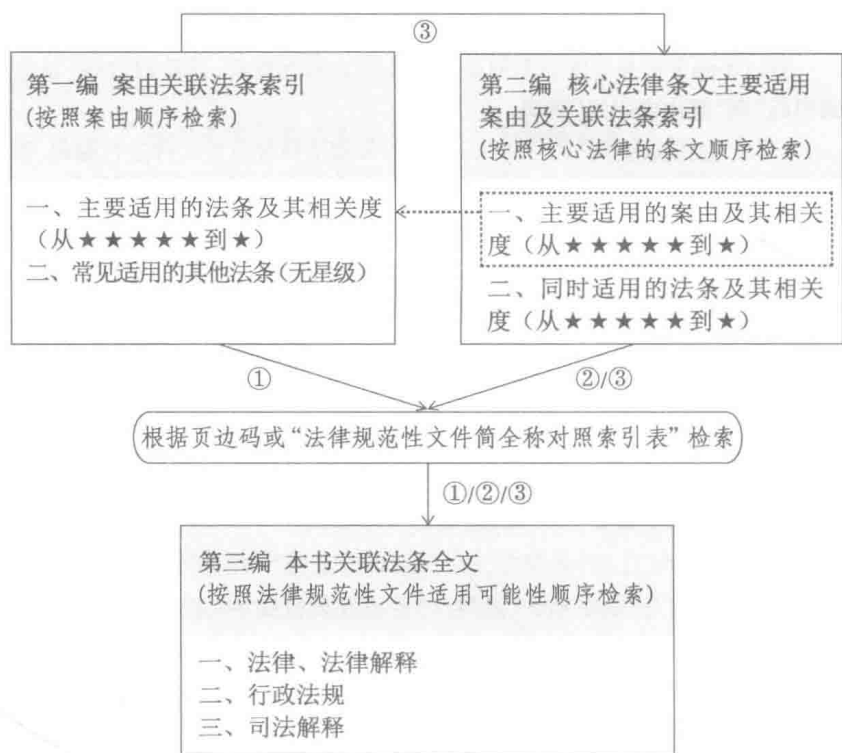 ③
第一编 案由关联法条索引
(按照案由顺序检索)
一、主要适用的法条及其相关度
（从★★★★★到★）
二、常见适用的其他法条(无星级)
第二编 核心法律条文主要适用
案由及关联法条索引
(按照核心法律的条文顺序检索)
一、主要适用的案由及其相关
度（从★★★★★到★）
二、同时适用的法条及其相关
度（从★★★★★到★）
①
②/③
根据页边码或“法律规范性文件简全称对照索引表”检索
①/②/③
第三编 本书关联法条全文
(按照法律规范性文件适用可能性顺序检索)
一、法律、法律解释
二、行政法规
三、司法解释